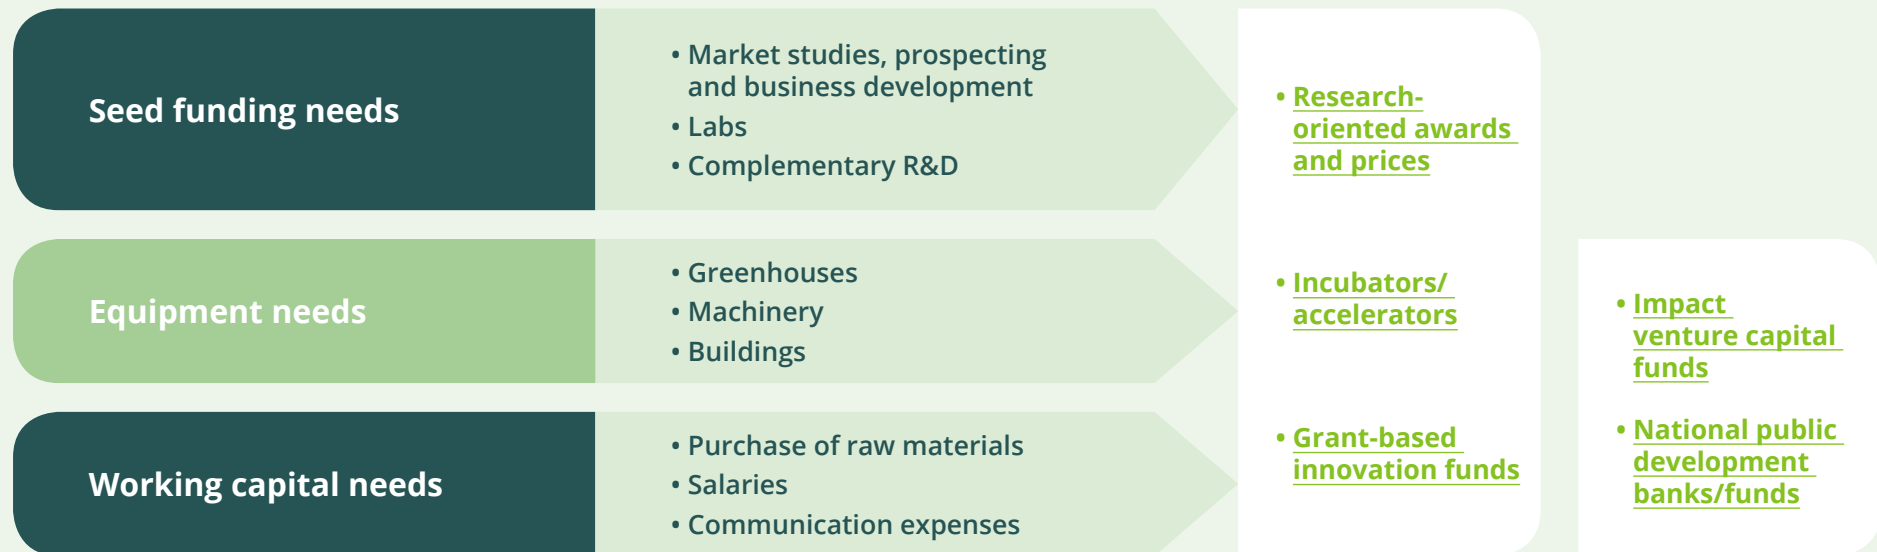 Seed funding needs
• Market studies, prospecting
and business development
• Labs
• Complementary R&D
Equipment needs
• Greenhouses
• Machinery
• Buildings
Working capital needs
• Purchase of raw materials
• Salaries
• Communication expenses
• Research-
oriented awards
and prices
• Incubators/
accelerators
• Grant-based
innovation funds
• Impact
venture capital
funds
• National public
development
banks/funds